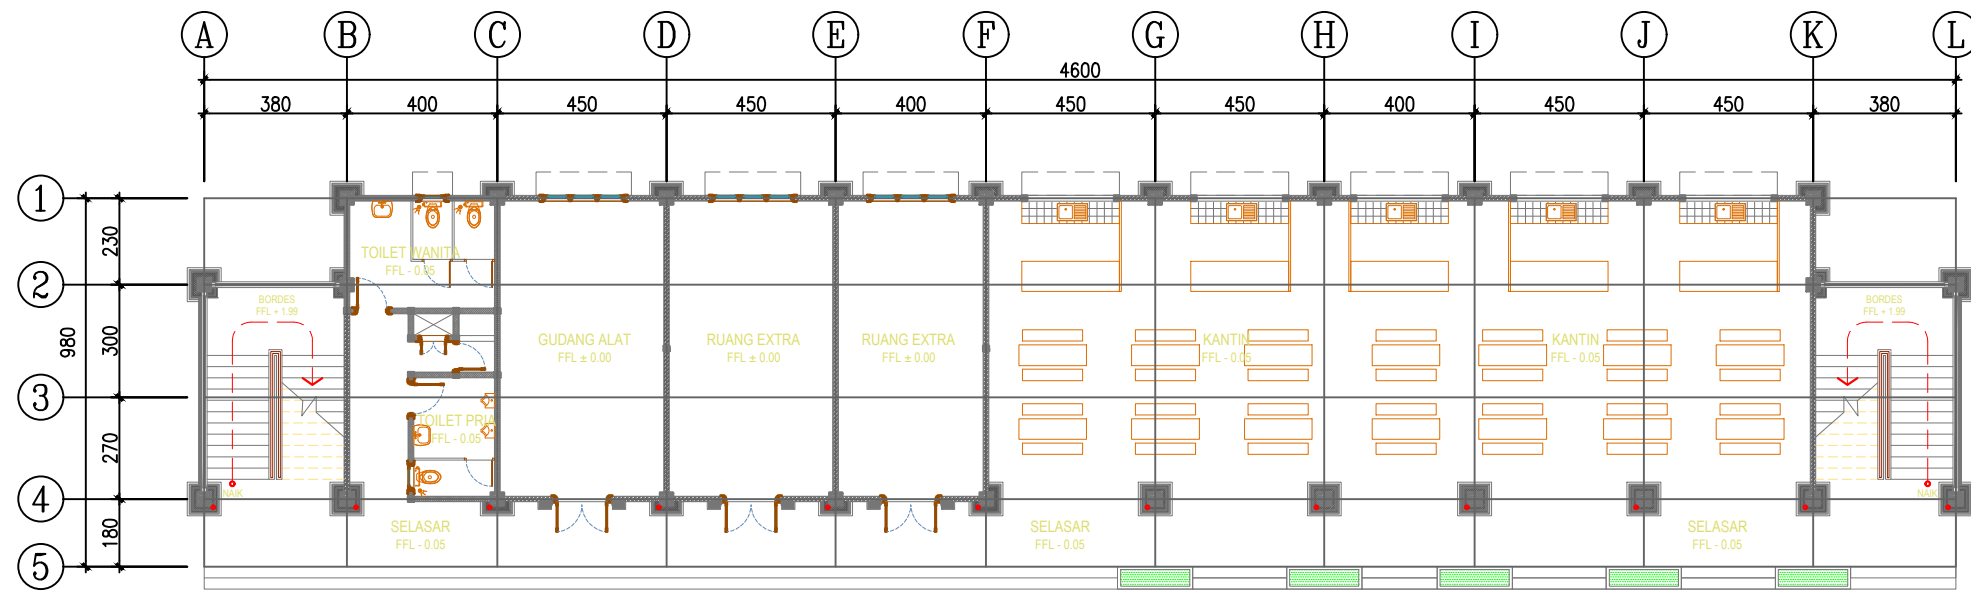 A B C D E F G H I J K L
4600
380 400 450 450 400 450 450 400 450 450 380
1
2
3
4
5
980
230
300
270
180
TOILET WANITA
FFL - 0.05
BORDES
FFL + 1.99
BORDES
FFL + 1.99
GUDANG ALAT
FFL ± 0.00
RUANG EXTRA
FFL ± 0.00
RUANG EXTRA
FFL ± 0.00
KANTIN
FFL - 0.05
KANTIN
FFL - 0.05
TOILET PRIA
FFL - 0.05
NAIK
NAIK
SELASAR
FFL - 0.05
SELASAR
FFL - 0.05
SELASAR
FFL - 0.05